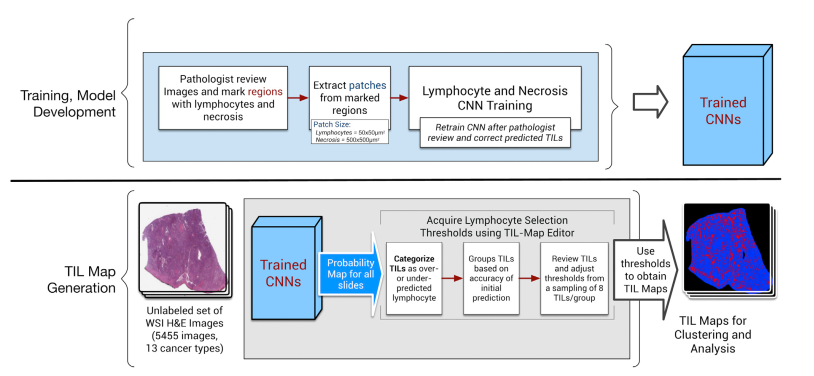 Training, Model
Development
Pathologist review
Images and mark regions
with lymphocytes and
necrosis
Extract patches
from marked
regions
Patch Size:
Lymphocytes = 50x50μm²
Necrosis = 500x500μm²
Lymphocyte and Necrosis
CNN Training
Retrain CNN after pathologist
review and correct predicted TILs
Trained
CNNs
TIL Map
Generation
Unlabeled set of
WSI H&E Images
(5455 images,
13 cancer types)
Trained
CNNs
Probability
Map for all
slides
Acquire Lymphocyte Selection
Thresholds using TIL-Map Editor
Categorize
TILs as over-
or under-
predicted
lymphocyte
Groups TILs
based on
accuracy of
initial
prediction
Review TILs
and adjust
thresholds from
a sampling of 8
TILs/group
Use
thresholds
to obtain
TIL Maps
TIL Maps for
Clustering and
Analysis